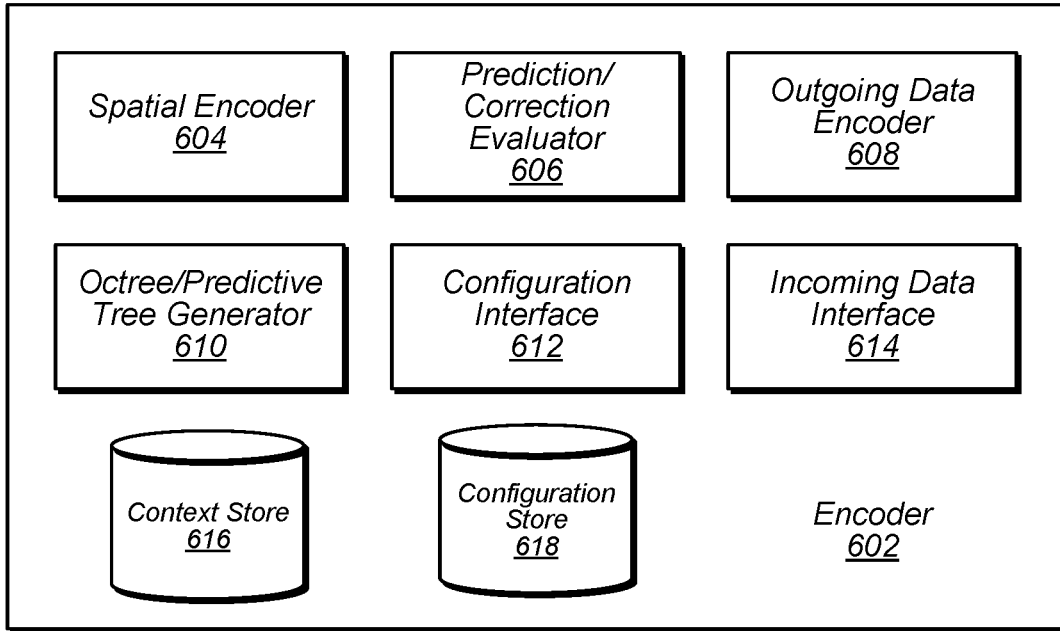 Spatial Encoder
604
Prediction/
Correction
Evaluator
606
Outgoing Data
Encoder
608
Octree/Predictive
Tree Generator
610
Configuration
Interface
612
Incoming Data
Interface
614
Context Store
616
Configuration
Store
618
Encoder
602